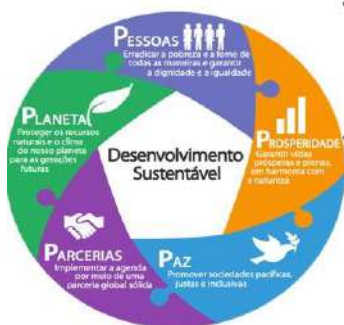 PESSOAS
Erradicar a pobreza e a fome de
todas as maneiras e garantir
a dignidade e a igualdade
PROSPERIDADE
Garantir vidas
prósperas e plenas,
em harmonia com
a natureza
PAZ
Promover sociedades pacíficas,
justas e inclusivas
PARCERIAS
Implementar a agenda
por meio de uma
parceria global sólida
PLANETA
Proteger os recursos
naturais e o clima
do nosso planeta
para as gerações
futuras
Desenvolvimento
Sustentável